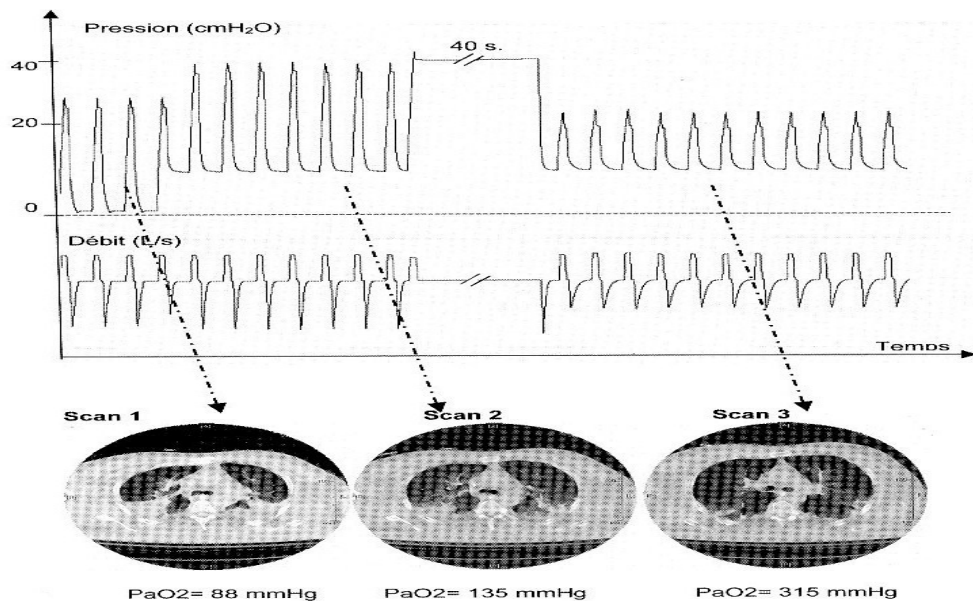 Pression (cmH₂O)
40 s.
40
20
0
Débit (L/s)
Temps
Scan 1
Scan 2
Scan 3
PaO2= 88 mmHg
PaO2= 135 mmHg
PaO2= 315 mmHg